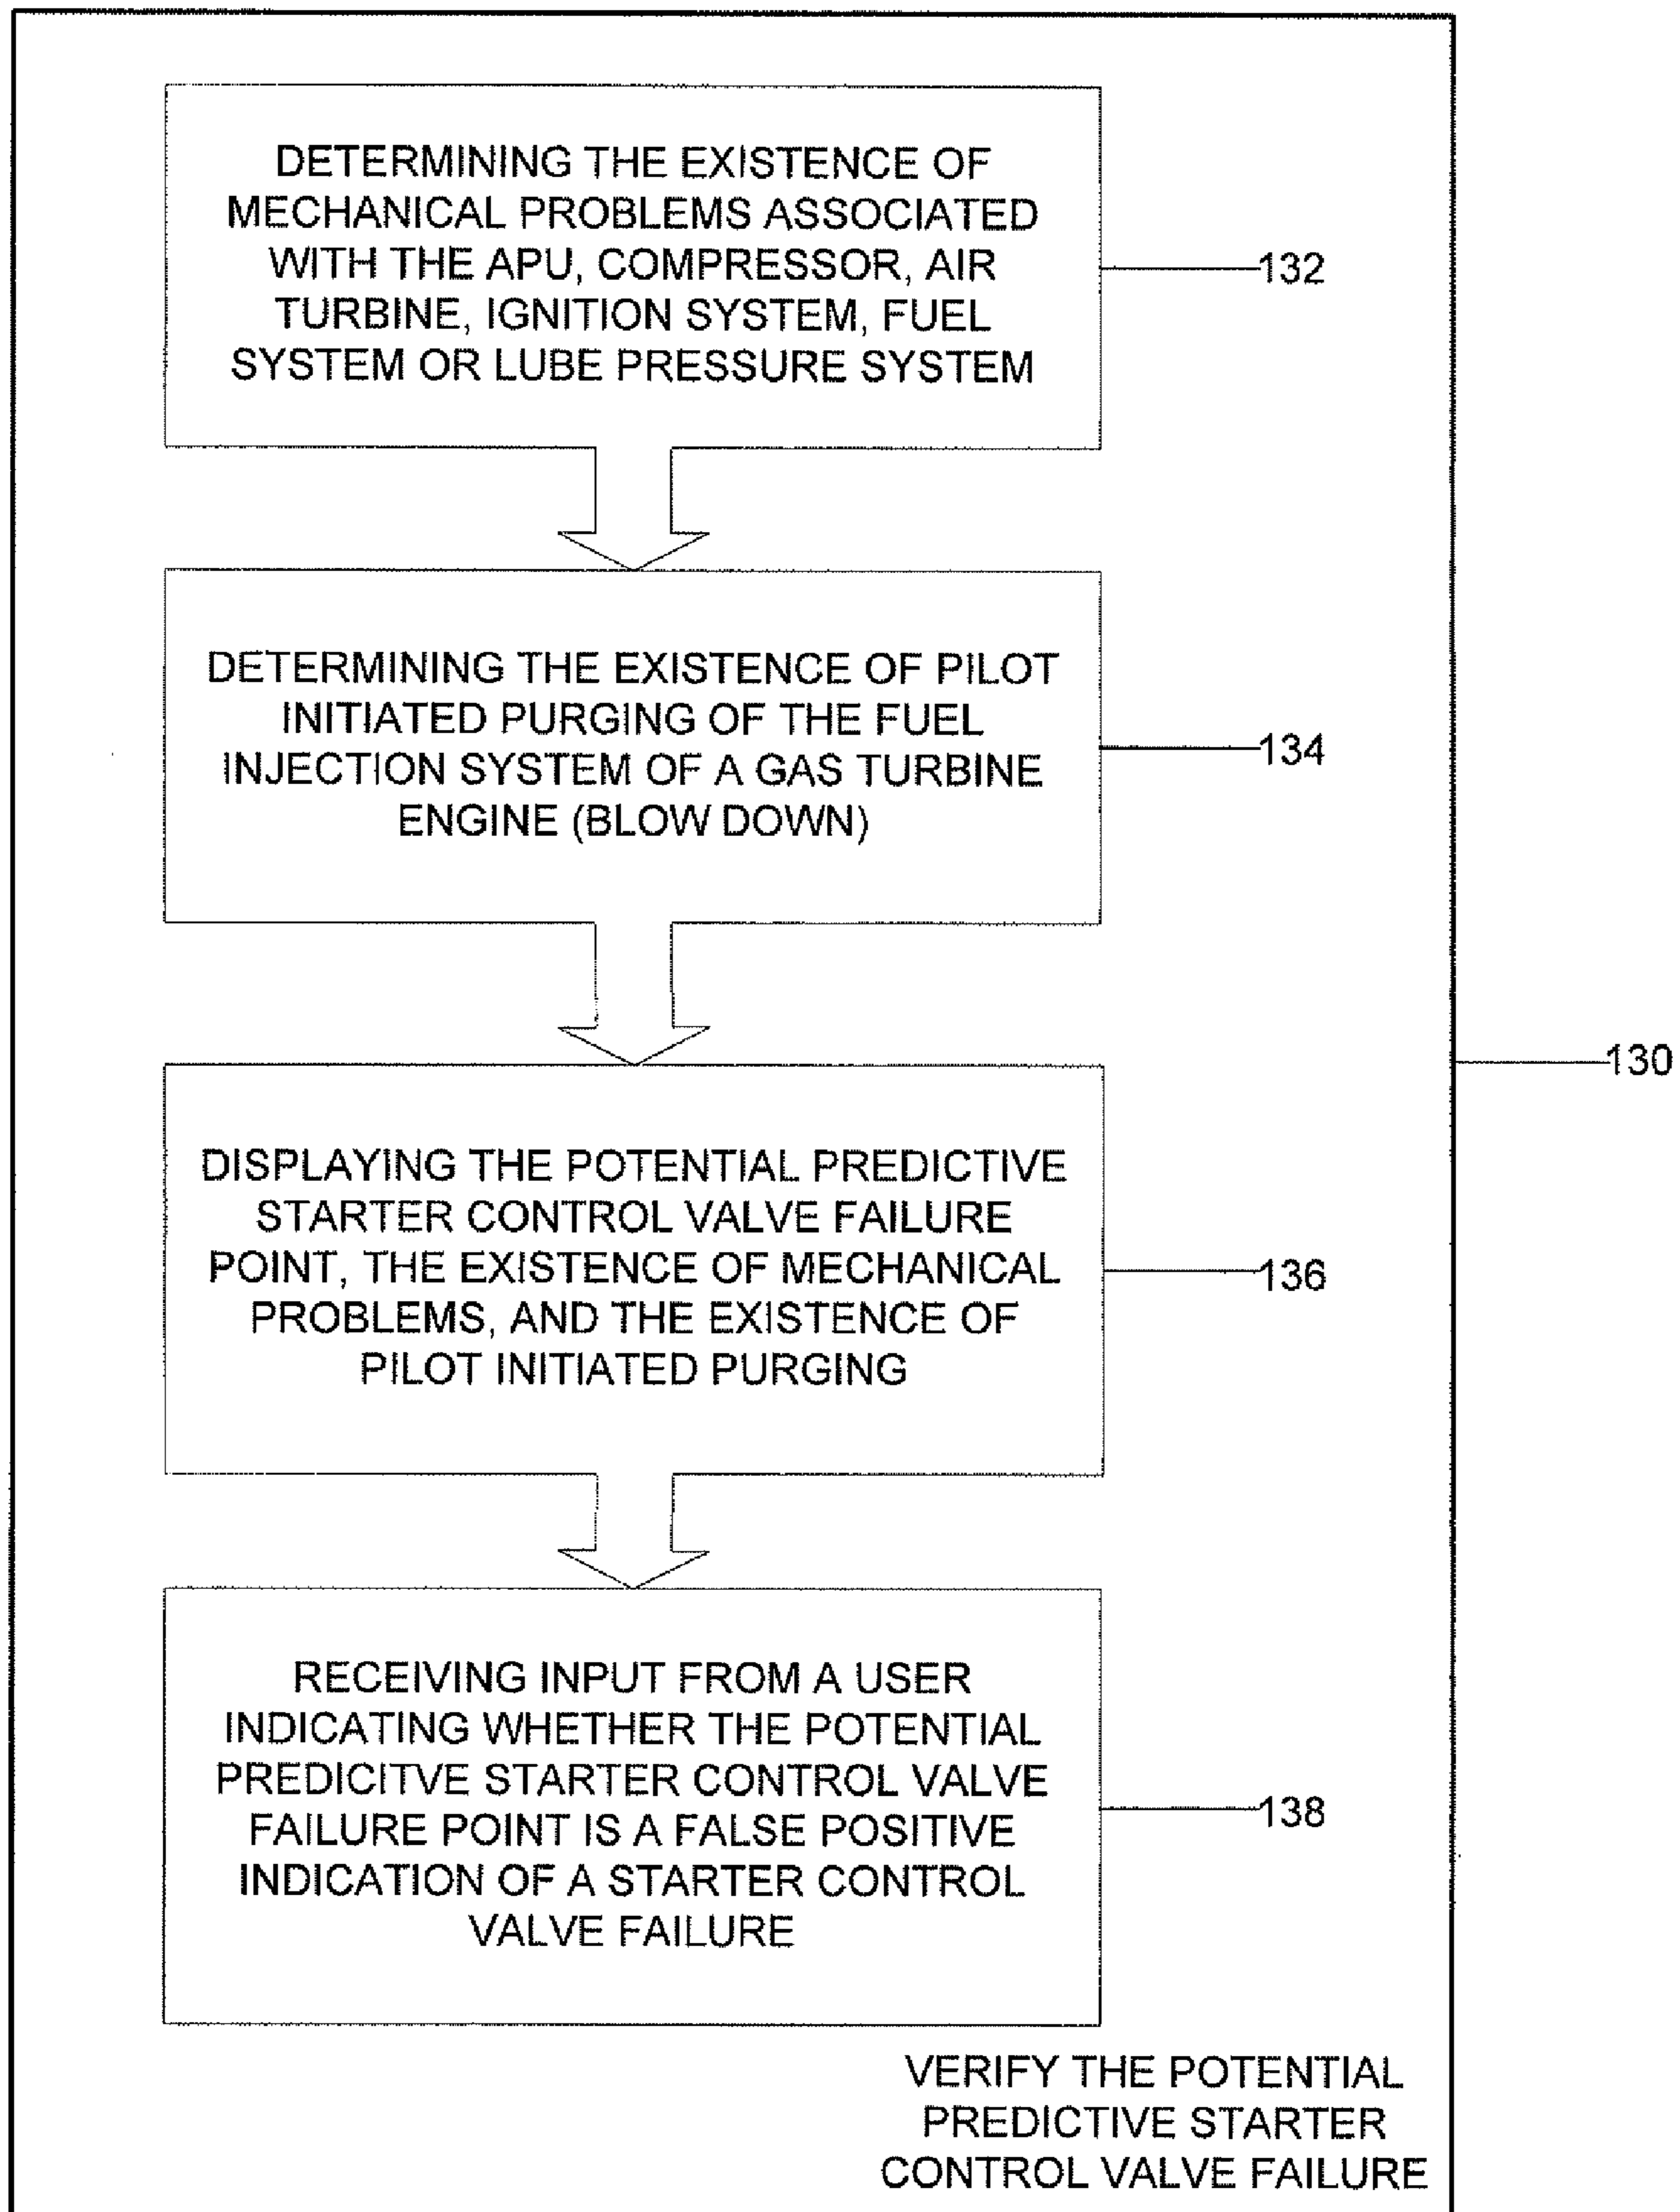 DETERMINING THE EXISTENCE OF
MECHANICAL PROBLEMS ASSOCIATED
WITH THE APU, COMPRESSOR, AIR
TURBINE, IGNITION SYSTEM, FUEL
SYSTEM OR LUBE PRESSURE SYSTEM
132
DETERMINING THE EXISTENCE OF PILOT
INITIATED PURGING OF THE FUEL
INJECTION SYSTEM OF A GAS TURBINE
ENGINE (BLOW DOWN)
134
130
DISPLAYING THE POTENTIAL PREDICTIVE
STARTER CONTROL VALVE FAILURE
POINT, THE EXISTENCE OF MECHANICAL
PROBLEMS, AND THE EXISTENCE OF
PILOT INITIATED PURGING
136
RECEIVING INPUT FROM A USER
INDICATING WHETHER THE POTENTIAL
PREDICITVE STARTER CONTROL VALVE
FAILURE POINT IS A FALSE POSITIVE
INDICATION OF A STARTER CONTROL
VALVE FAILURE
138
VERIFY THE POTENTIAL
PREDICTIVE STARTER
CONTROL VALVE FAILURE